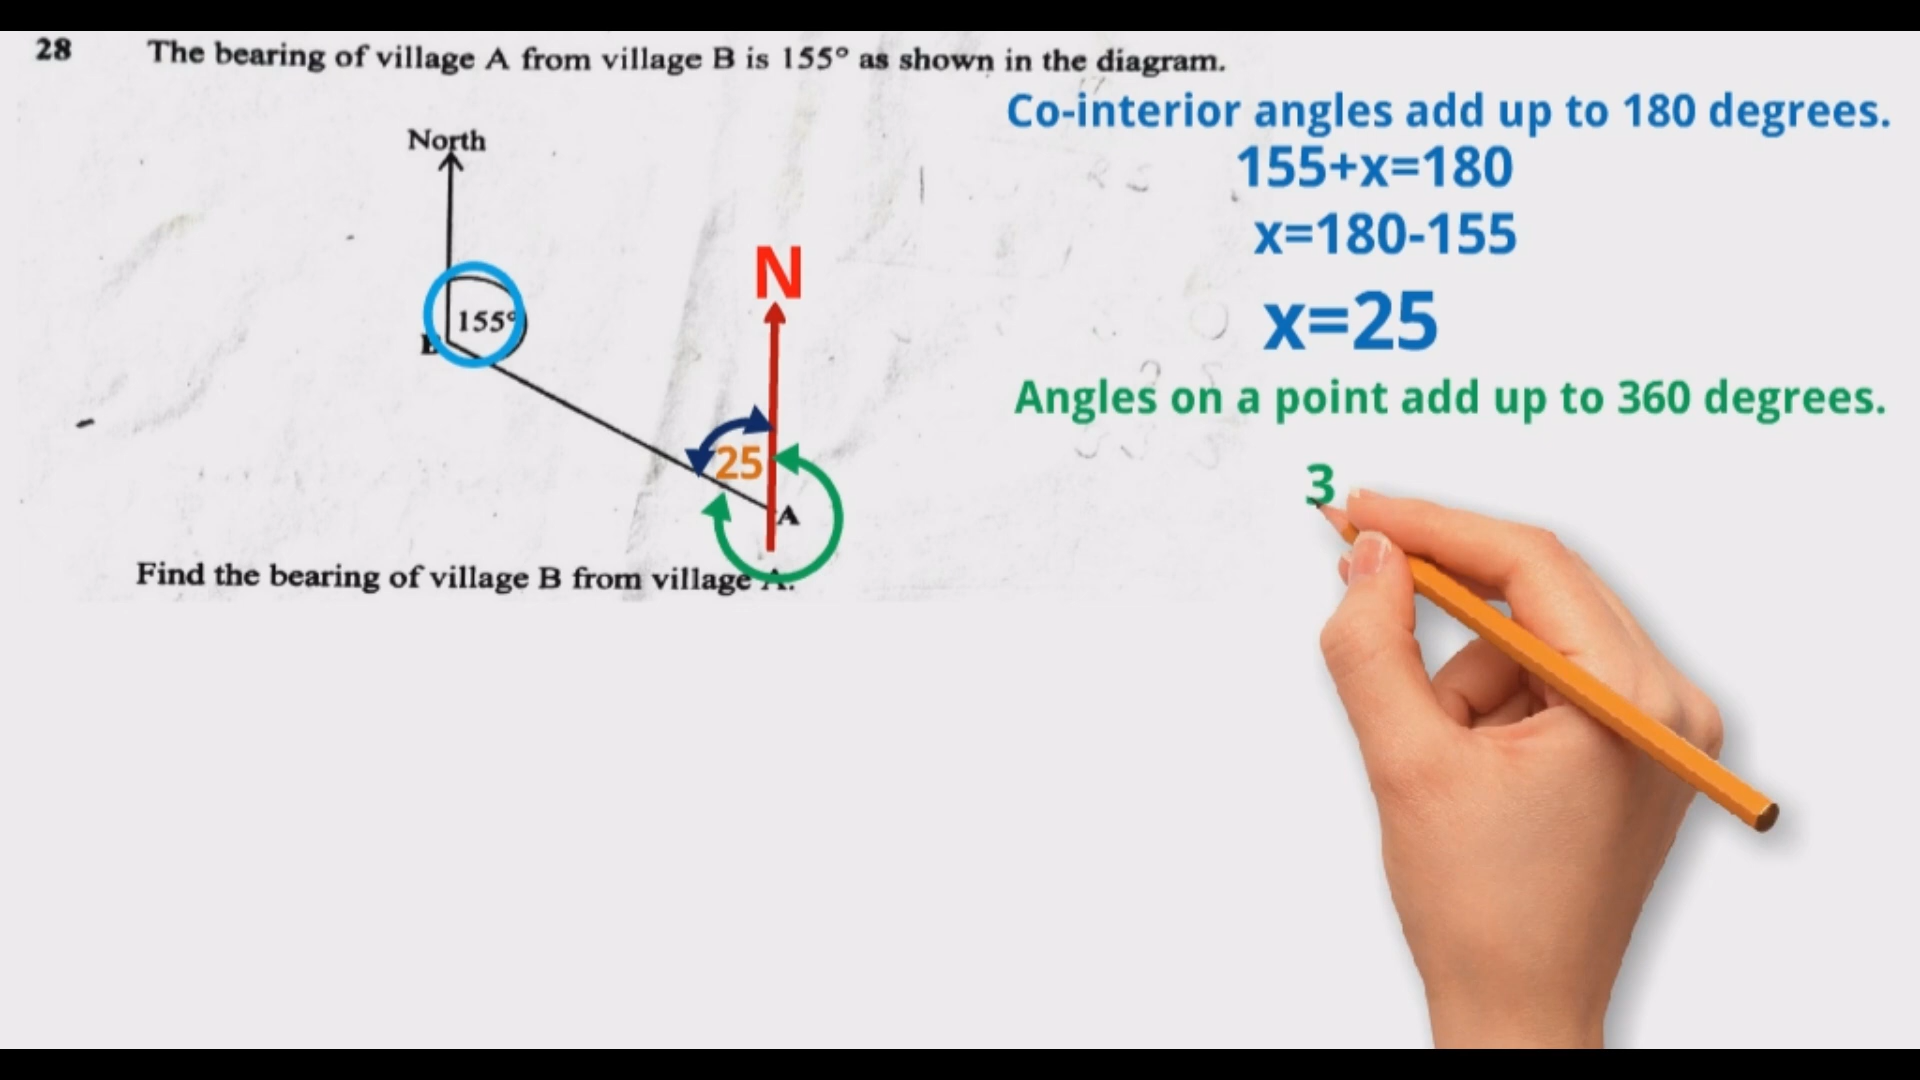 28 The bearing of village A from village B is 155° as shown in the diagram.
Co-interior angles add up to 180 degrees.
North
155+x=180
x=180-155
N
155°
B
x=25
Angles on a point add up to 360 degrees.
25
3
A
Find the bearing of village B from village A.